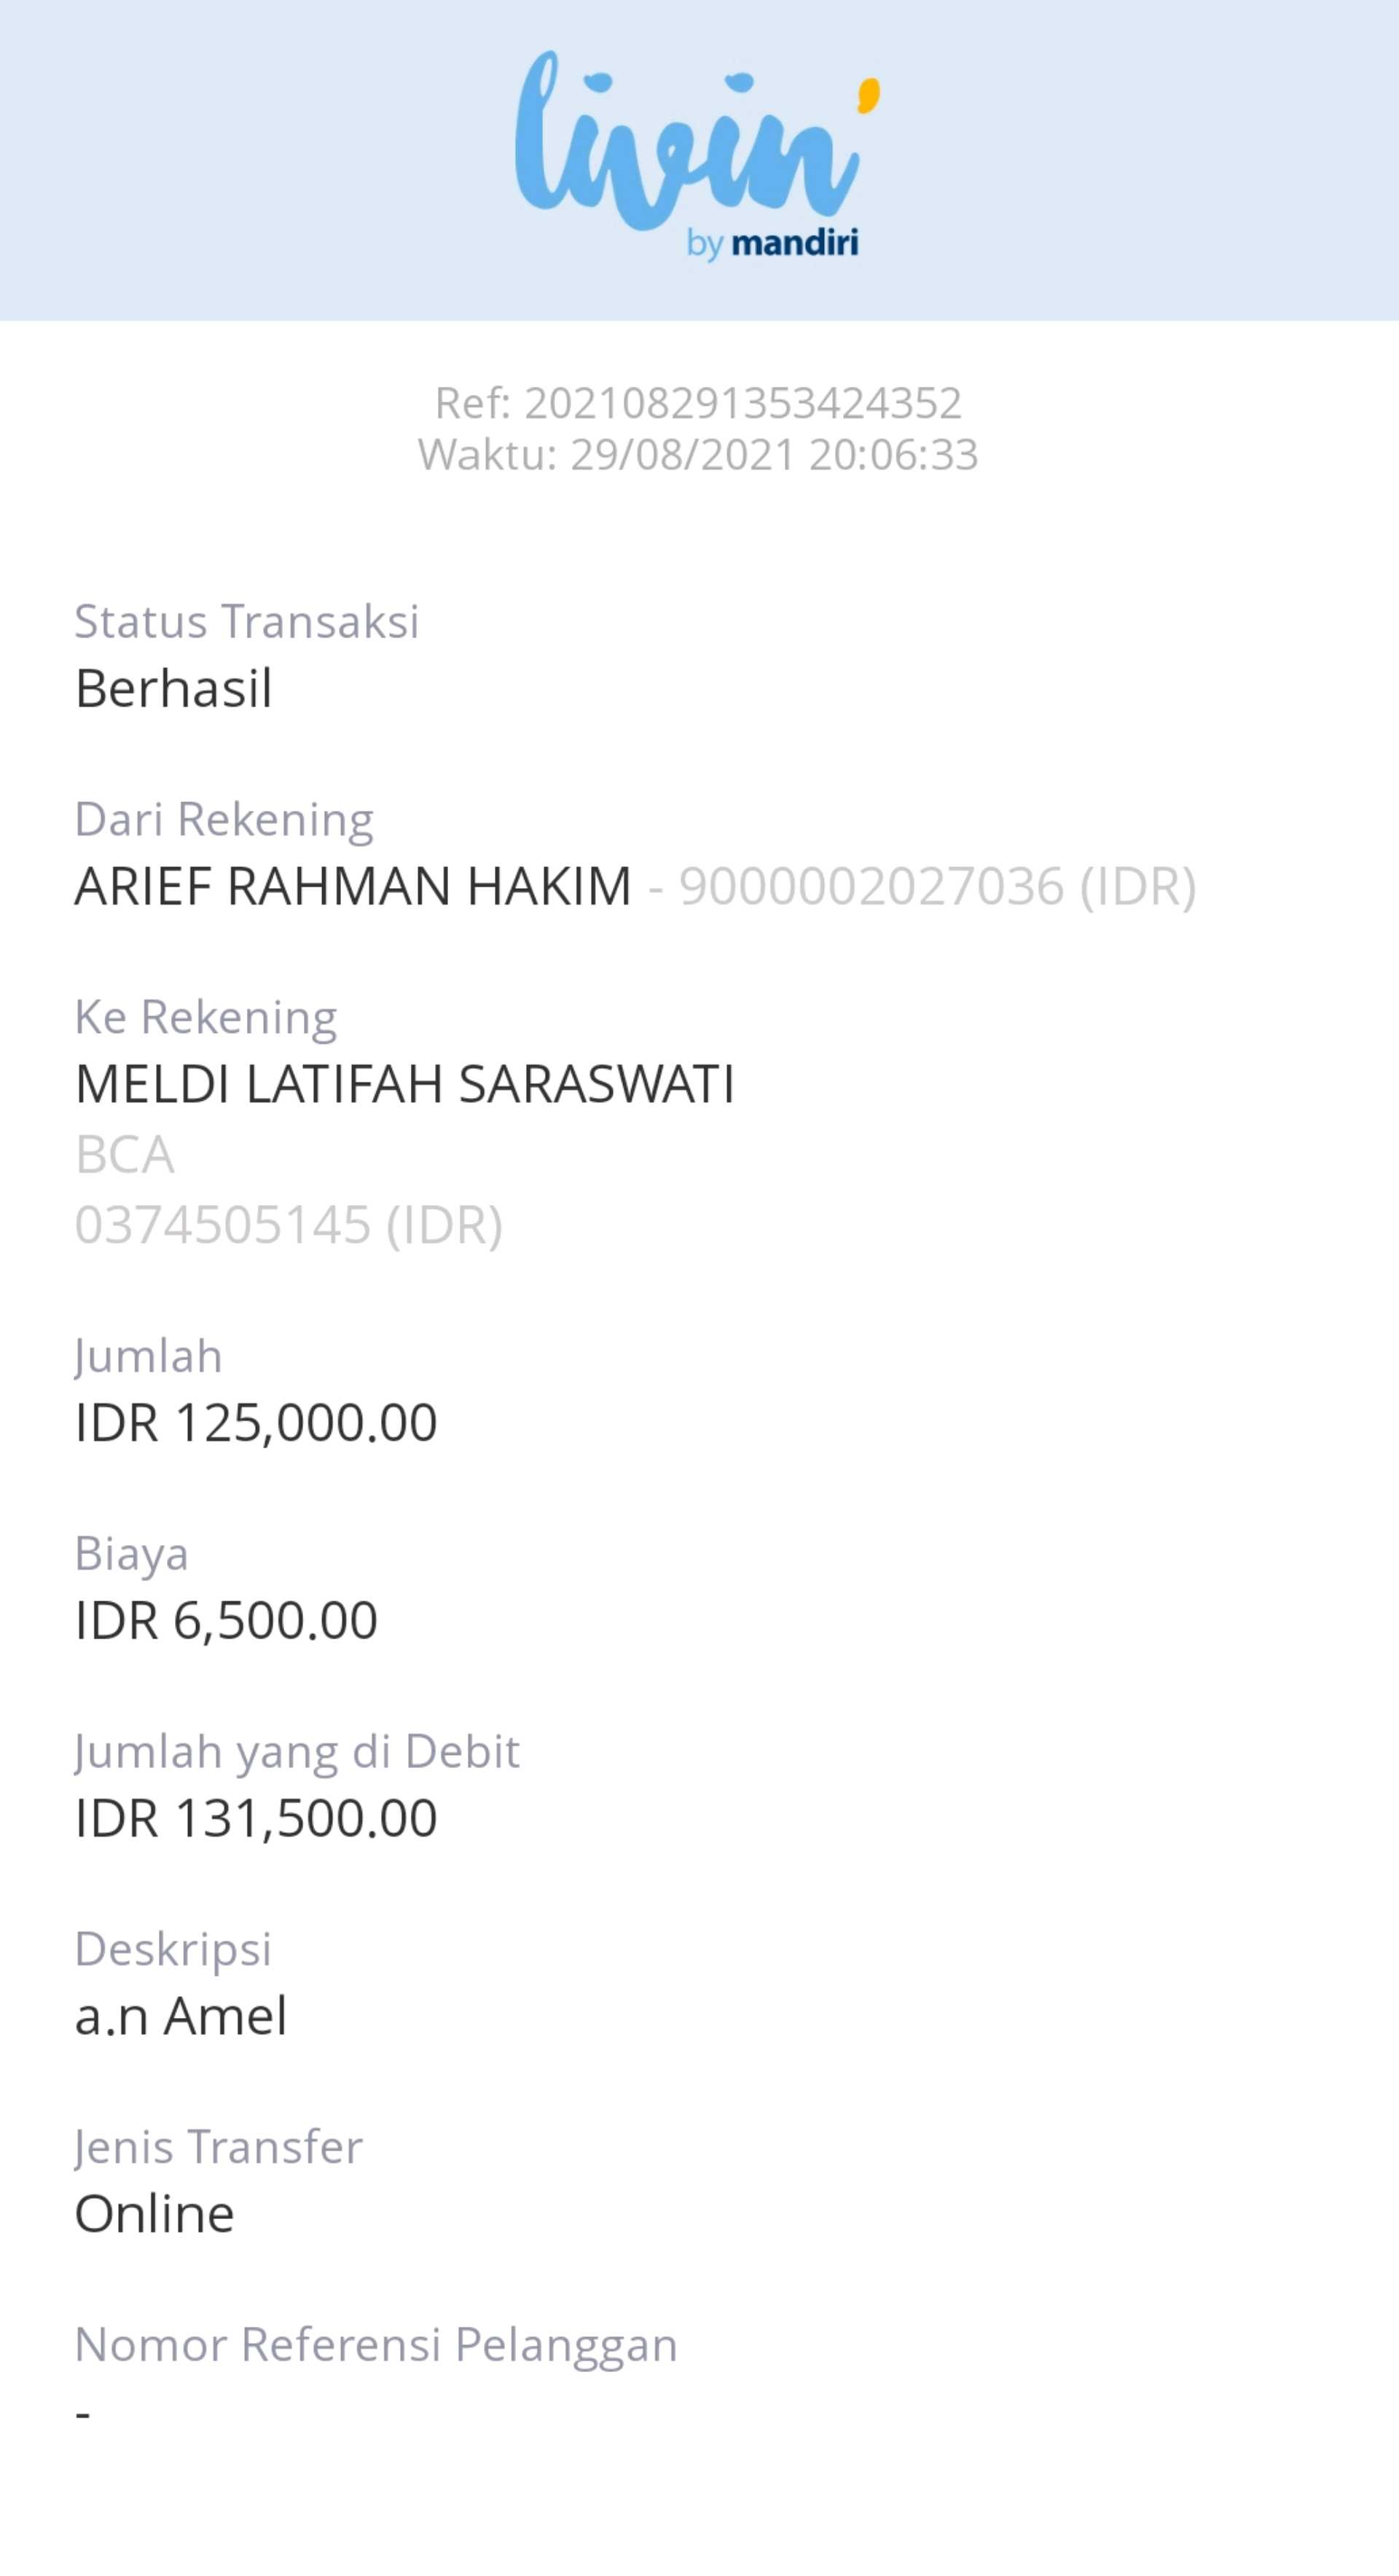 livin'
by mandiri
Ref: 202108291353424352
Waktu: 29/08/2021 20:06:33
Status Transaksi
Berhasil
Dari Rekening
ARIEF RAHMAN HAKIM - 9000002027036 (IDR)
Ke Rekening
MELDI LATIFAH SARASWATI
BCA
0374505145 (IDR)
Jumlah
IDR 125,000.00
Biaya
IDR 6,500.00
Jumlah yang di Debit
IDR 131,500.00
Deskripsi
a.n Amel
Jenis Transfer
Online
Nomor Referensi Pelanggan
-